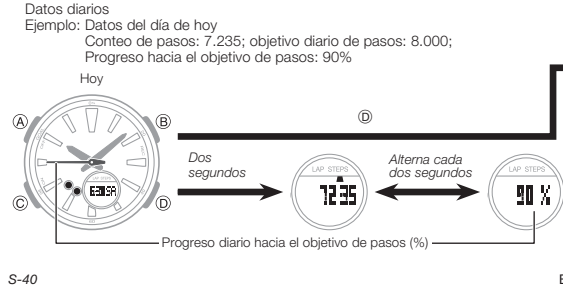 Datos diarios
Ejemplo: Datos del día de hoy
Conteo de pasos: 7.235; objetivo diario de pasos: 8.000;
Progreso hacia el objetivo de pasos: 90%
Hoy
A
B
D
C
D
Dos
segundos
LAP STEPS
7235
Alterna cada
dos segundos
LAP STEPS
90 %
Progreso diario hacia el objetivo de pasos (%)
S-40